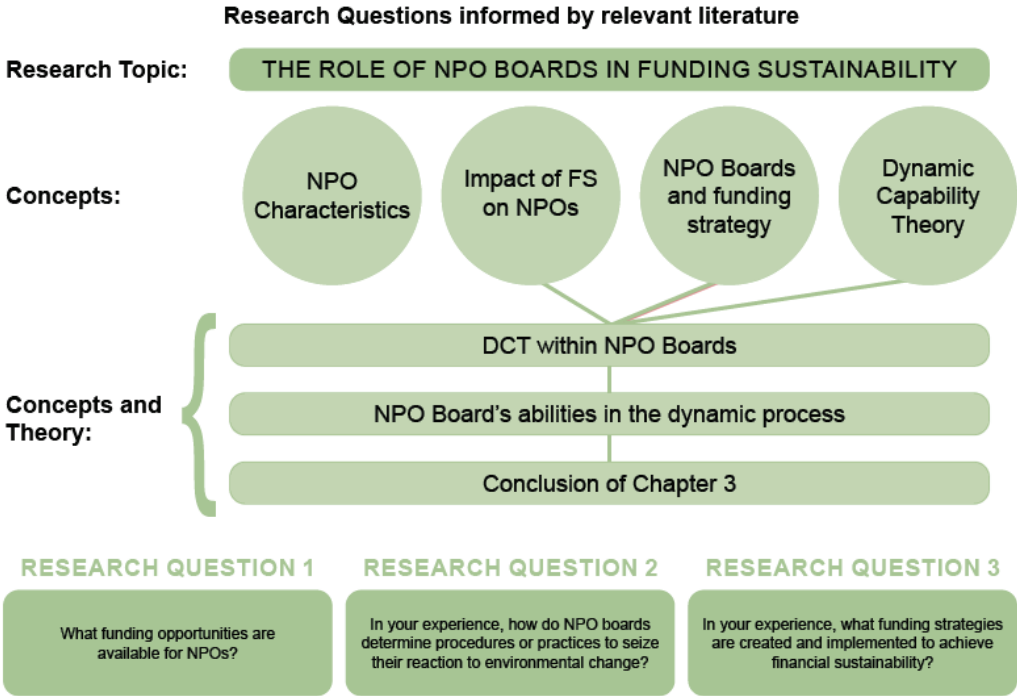 Research Questions informed by relevant literature
Research Topic:
THE ROLE OF NPO BOARDS IN FUNDING SUSTAINABILITY
Concepts:
NPO
Characteristics
Impact of FS
on NPOs
NPO Boards
and funding
strategy
Dynamic
Capability
Theory
Concepts and
Theory:
DCT within NPO Boards
NPO Board's abilities in the dynamic process
Conclusion of Chapter 3
RESEARCH QUESTION 1
What funding opportunities are
available for NPOs?
RESEARCH QUESTION 2
In your experience, how do NPO boards
determine procedures or practices to seize
their reaction to environmental change?
RESEARCH QUESTION 3
In your experience, what funding strategies
are created and implemented to achieve
financial sustainability?